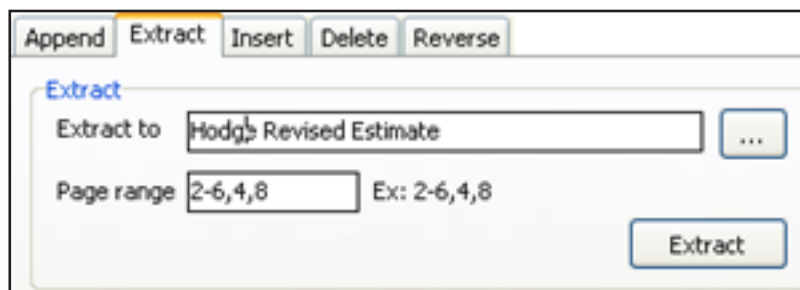 Append Extract Insert Delete Reverse
Extract
Extract to Revised Estimate ...
Page range 2-6,4,8 Ex: 2-6,4,8
Extract